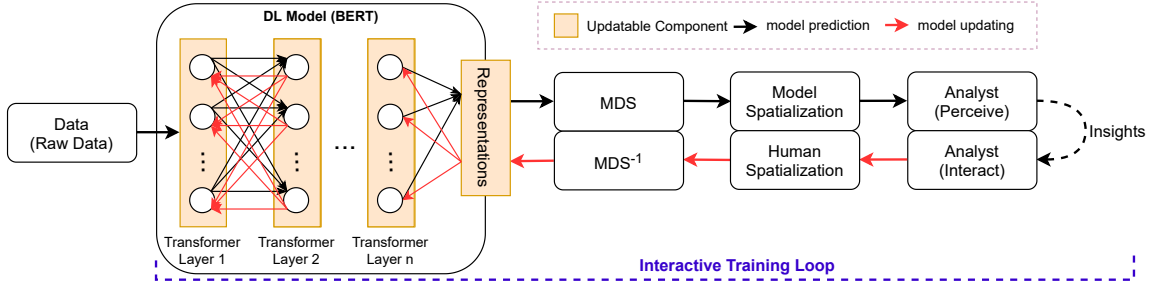 DL Model (BERT)
Updatable Component
model prediction
model updating
Data
(Raw Data)
...
Transformer
Layer 1
Transformer
Layer 2
Transformer
Layer n
Representations
MDS
Model
Spatialization
Analyst
(Perceive)
Insights
MDS⁻¹
Human
Spatialization
Analyst
(Interact)
Interactive Training Loop